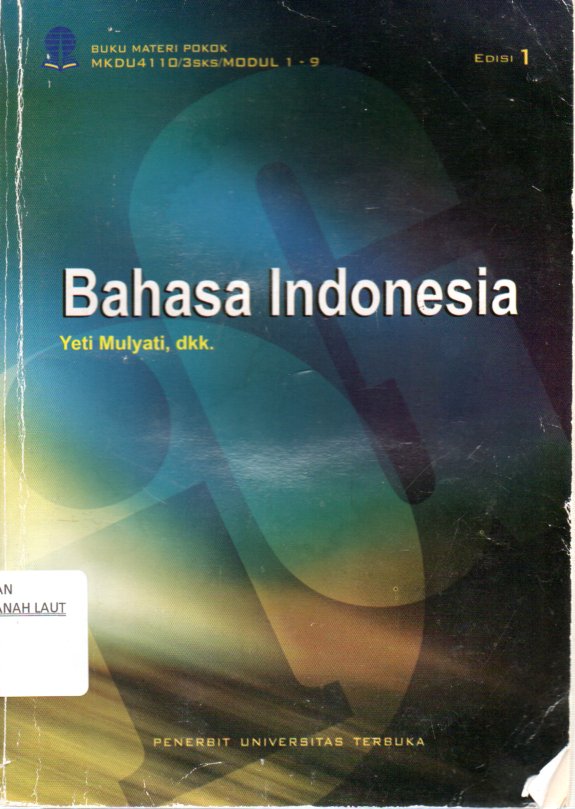 BUKU MATERI POKOK
MKDU4110/3SKS/MODUL 1 - 9
EDISI 1
Bahasa Indonesia
Yeti Mulyati, dkk.
AN
ANAH LAUT
PENERBIT UNIVERSITAS TERBUKA